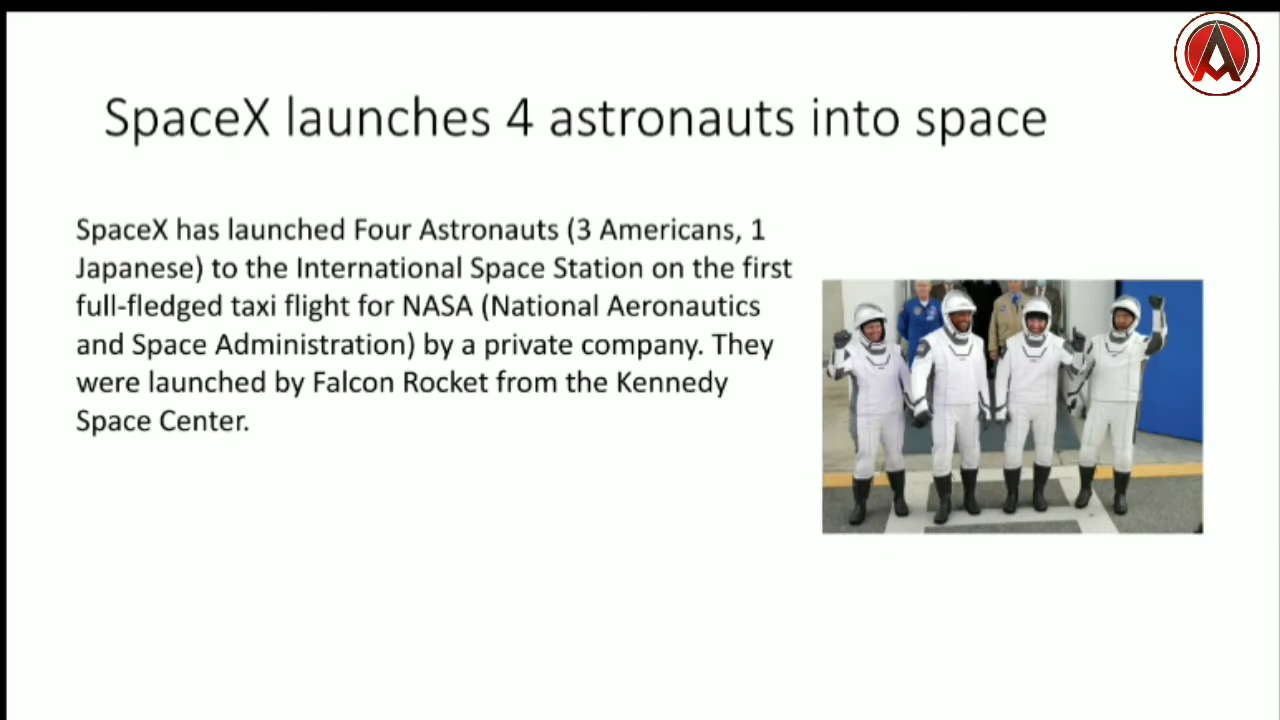 SpaceX launches 4 astronauts into space
SpaceX has launched Four Astronauts (3 Americans, 1
Japanese) to the International Space Station on the first
full-fledged taxi flight for NASA (National Aeronautics
and Space Administration) by a private company. They
were launched by Falcon Rocket from the Kennedy
Space Center.